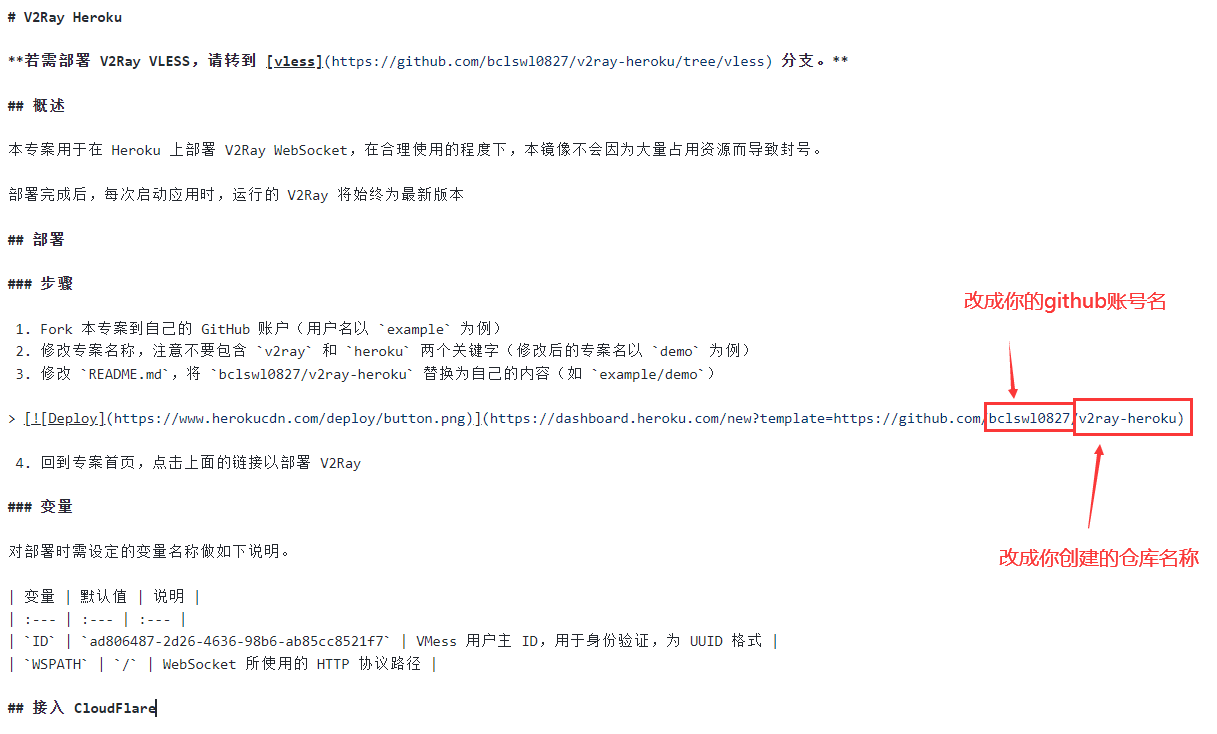 # V2Ray Heroku
**若需部署 V2Ray VLESS，请转到 [vless](https://github.com/bclswl0827/v2ray-heroku/tree/vless) 分支。**
## 概述
本专案用于在 Heroku 上部署 V2Ray WebSocket，在合理使用的程度下，本镜像不会因为大量占用资源而导致封号。
部署完成后，每次启动应用时，运行的 V2Ray 将始终为最新版本
## 部署
### 步骤
改成你的github账号名
1. Fork 本专案到自己的 GitHub 账户（用户名以 `example` 为例）
2. 修改专案名称，注意不要包含 `v2ray` 和 `heroku` 两个关键字（修改后的专案名以 `demo` 为例）
3. 修改 `README.md`，将 `bclswl0827/v2ray-heroku` 替换为自己的内容（如 `example/demo`）
> [![Deploy](https://www.herokucdn.com/deploy/button.png)](https://dashboard.heroku.com/new?template=https://github.com/bclswl0827/v2ray-heroku)
4. 回到专案首页，点击上面的链接以部署 V2Ray
### 变量
对部署时需设定的变量名称做如下说明。
改成你创建的仓库名称
| 变量 | 默认值 | 说明 |
| :--- | :--- | :--- |
| `ID` | `ad806487-2d26-4636-98b6-ab85cc8521f7` | VMess 用户主 ID，用于身份验证，为 UUID 格式 |
| `WSPATH` | `/` | WebSocket 所使用的 HTTP 协议路径 |
## 接入 CloudFlare